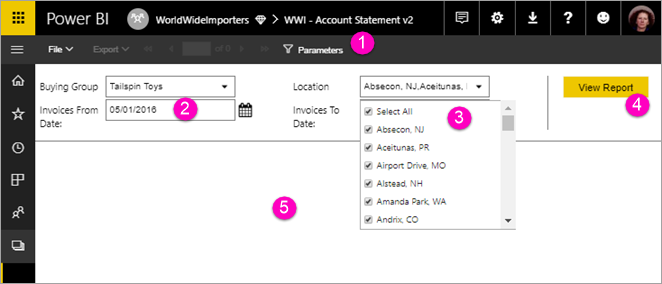 Power BI WorldWideImporters > WWI - Account Statement v2
File Export of 0 Parameters 1
Buying Group Tailspin Toys Location Absecon, NJ,Aceitunas, View Report
Invoices From Date: 05/01/2016 2 Invoices To Date: 3 4
Select All
Absecon, NJ
Aceitunas, PR
Airport Drive, MO
Alstead, NH
Amanda Park, WA
5
Andrix, CO